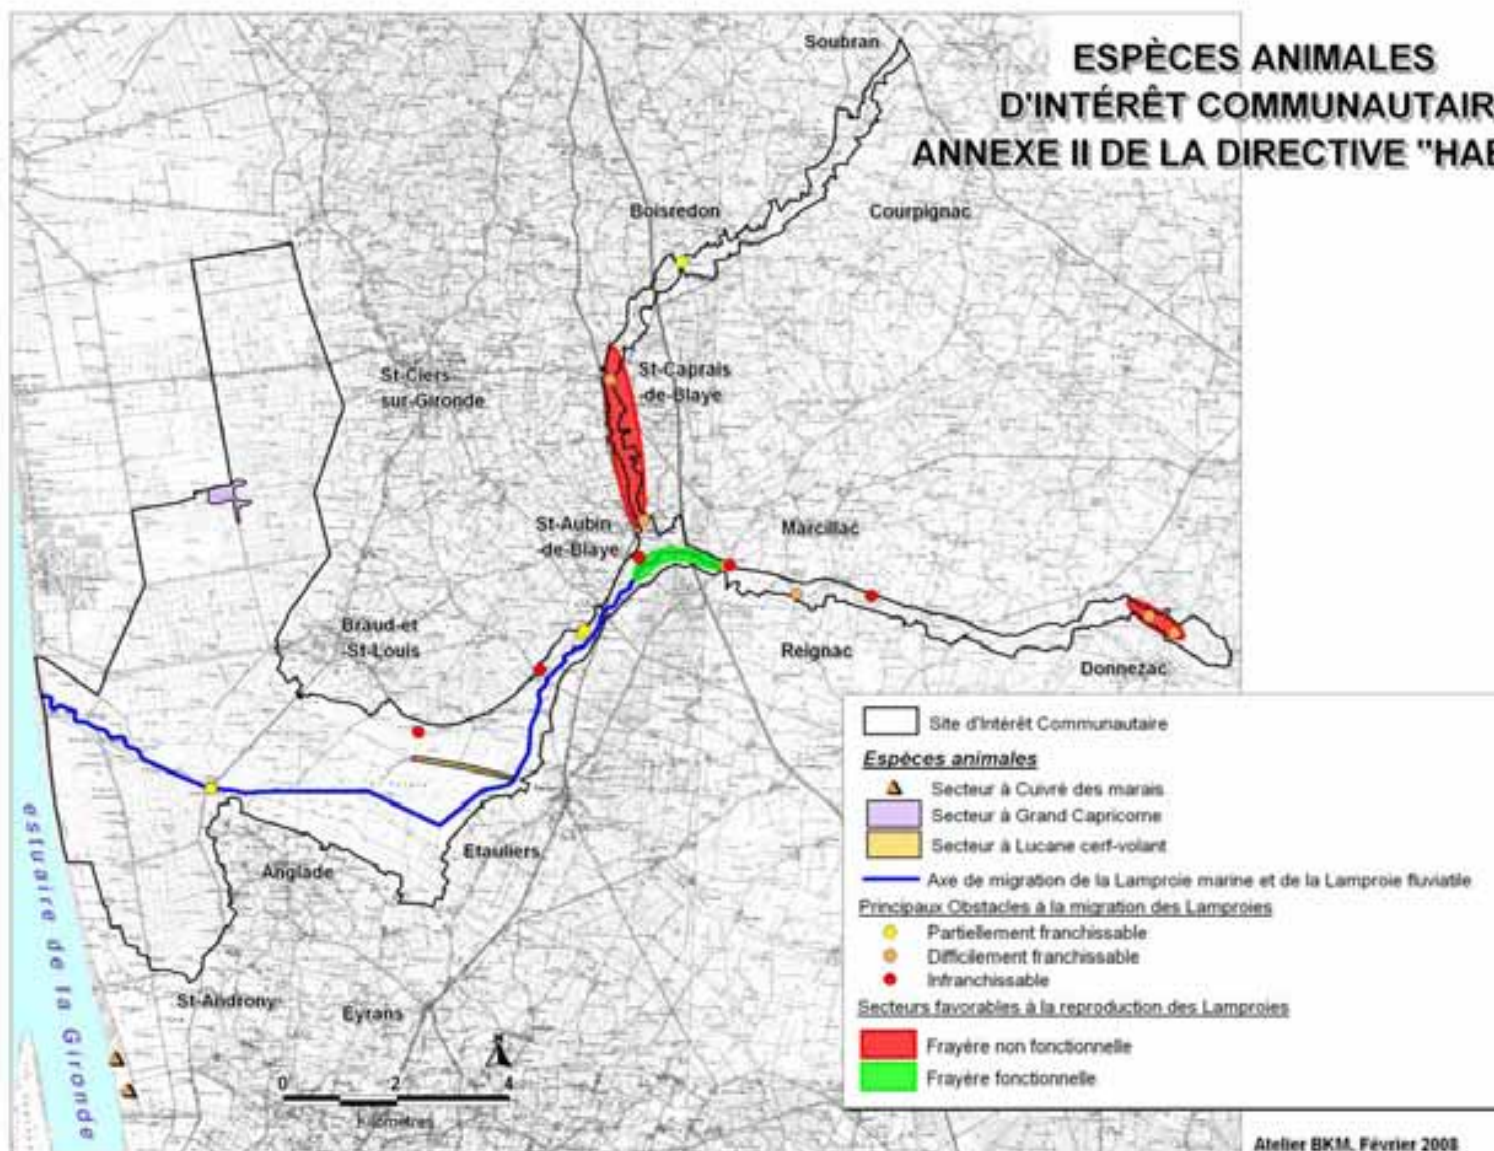 ESPÈCES ANIMALES
D'INTÉRÊT COMMUNAUTAIR
ANNEXE II DE LA DIRECTIVE "HAB
Soubran
Boisredon
Courpignac
St-Ciers
-sur-Gironde
St-Caprais
-de-Blaye
St-Aubin
-de-Blaye
Marcillac
Braud-et
-St-Louis
Reignac
Donnezac
Etauliers
Anglade
St-Androny
Eyrans
estuaire de la Gironde
N
0 2 4
Kilomètres
Site d'Intérêt Communautaire
Espèces animales
Secteur à Cuivré des marais
Secteur à Grand Capricorne
Secteur à Lucane cerf-volant
Axe de migration de la Lamproie marine et de la Lamproie fluviatile
Principaux Obstacles à la migration des Lamproies
Partiellement franchissable
Difficilement franchissable
Infranchissable
Secteurs favorables à la reproduction des Lamproies
Frayère non fonctionnelle
Frayère fonctionnelle
Atelier BKM, Février 2008